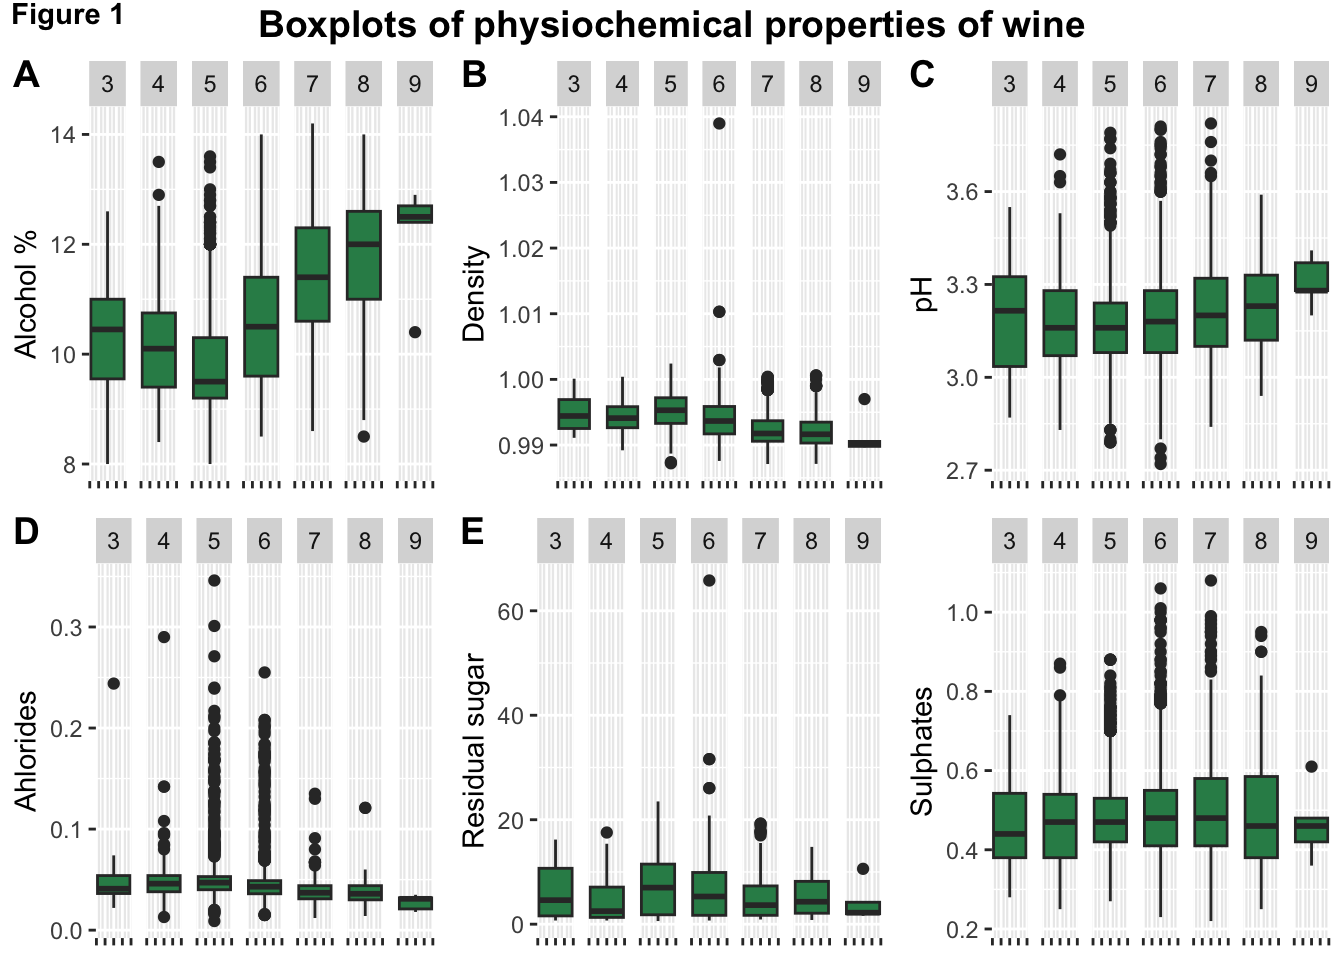 Figure 1
Boxplots of physiochemical properties of wine
A
3 4 5 6 7 8 9
Alcohol %
14
12
10
8
B
3 4 5 6 7 8 9
Density
1.04
1.03
1.02
1.01
1.00
0.99
C
3 4 5 6 7 8 9
pH
3.6
3.3
3.0
2.7
D
3 4 5 6 7 8 9
Ahlorides
0.3
0.2
0.1
0.0
E
3 4 5 6 7 8 9
Residual sugar
60
40
20
0
3 4 5 6 7 8 9
Sulphates
1.0
0.8
0.6
0.4
0.2